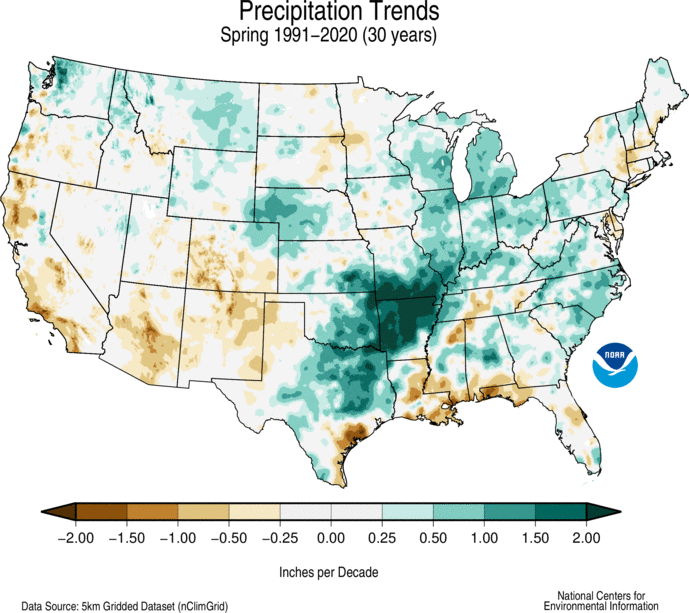 Precipitation Trends
Spring 1991–2020 (30 years)
NOAA
−2.00 −1.50 −1.00 −0.50 −0.25 0.00 0.25 0.50 1.00 1.50 2.00
Inches per Decade
Data Source: 5km Gridded Dataset (nClimGrid)
National Centers for
Environmental Information